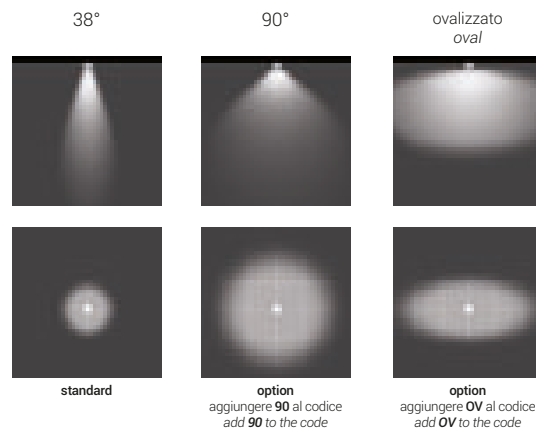 38°
90°
ovalizzato
oval
standard
option
aggiungere 90 al codice
add 90 to the code
option
aggiungere OV al codice
add OV to the code